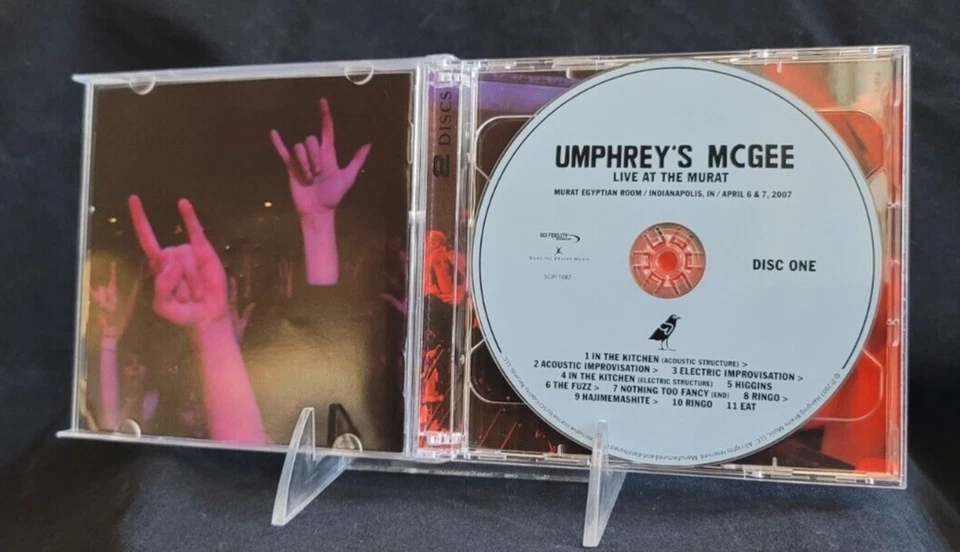 2 DISCS
UMPHREY'S MCGEE
LIVE AT THE MURAT
MURAT EGYPTIAN ROOM / INDIANAPOLIS, IN / APRIL 6 & 7, 2007
SCI FIDELITY
DISC ONE
1 IN THE KITCHEN (ACOUSTIC STRUCTURE) >
2 ACOUSTIC IMPROVISATION > 3 ELECTRIC IMPROVISATION >
4 IN THE KITCHEN (ELECTRIC STRUCTURE) 5 HIGGINS
6 THE FUZZ > 7 NOTHING TOO FANCY (END) 8 RINGO >
9 HAJIMEMASHITE > 10 RINGO 11 EAT